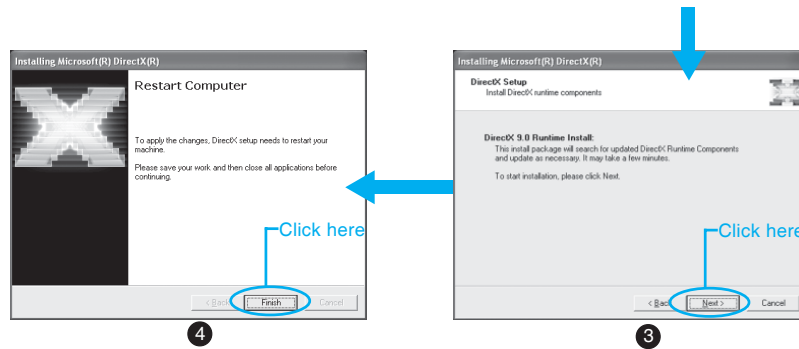 Installing Microsoft(R) DirectX(R)
Restart Computer
To apply the changes, DirectX setup needs to restart your
machine.
Please save your work and then close all applications before
continuing.
Click here
< Back
Finish
Cancel
4
Installing Microsoft(R) DirectX(R)
DirectX Setup
Install DirectX runtime components
DirectX 9.0 Runtime Install:
This install package will search for updated DirectX Runtime Components
and update as necessary. It may take a few minutes.
To start installation, please click Next.
Click here
< Bac
Next >
Cancel
3